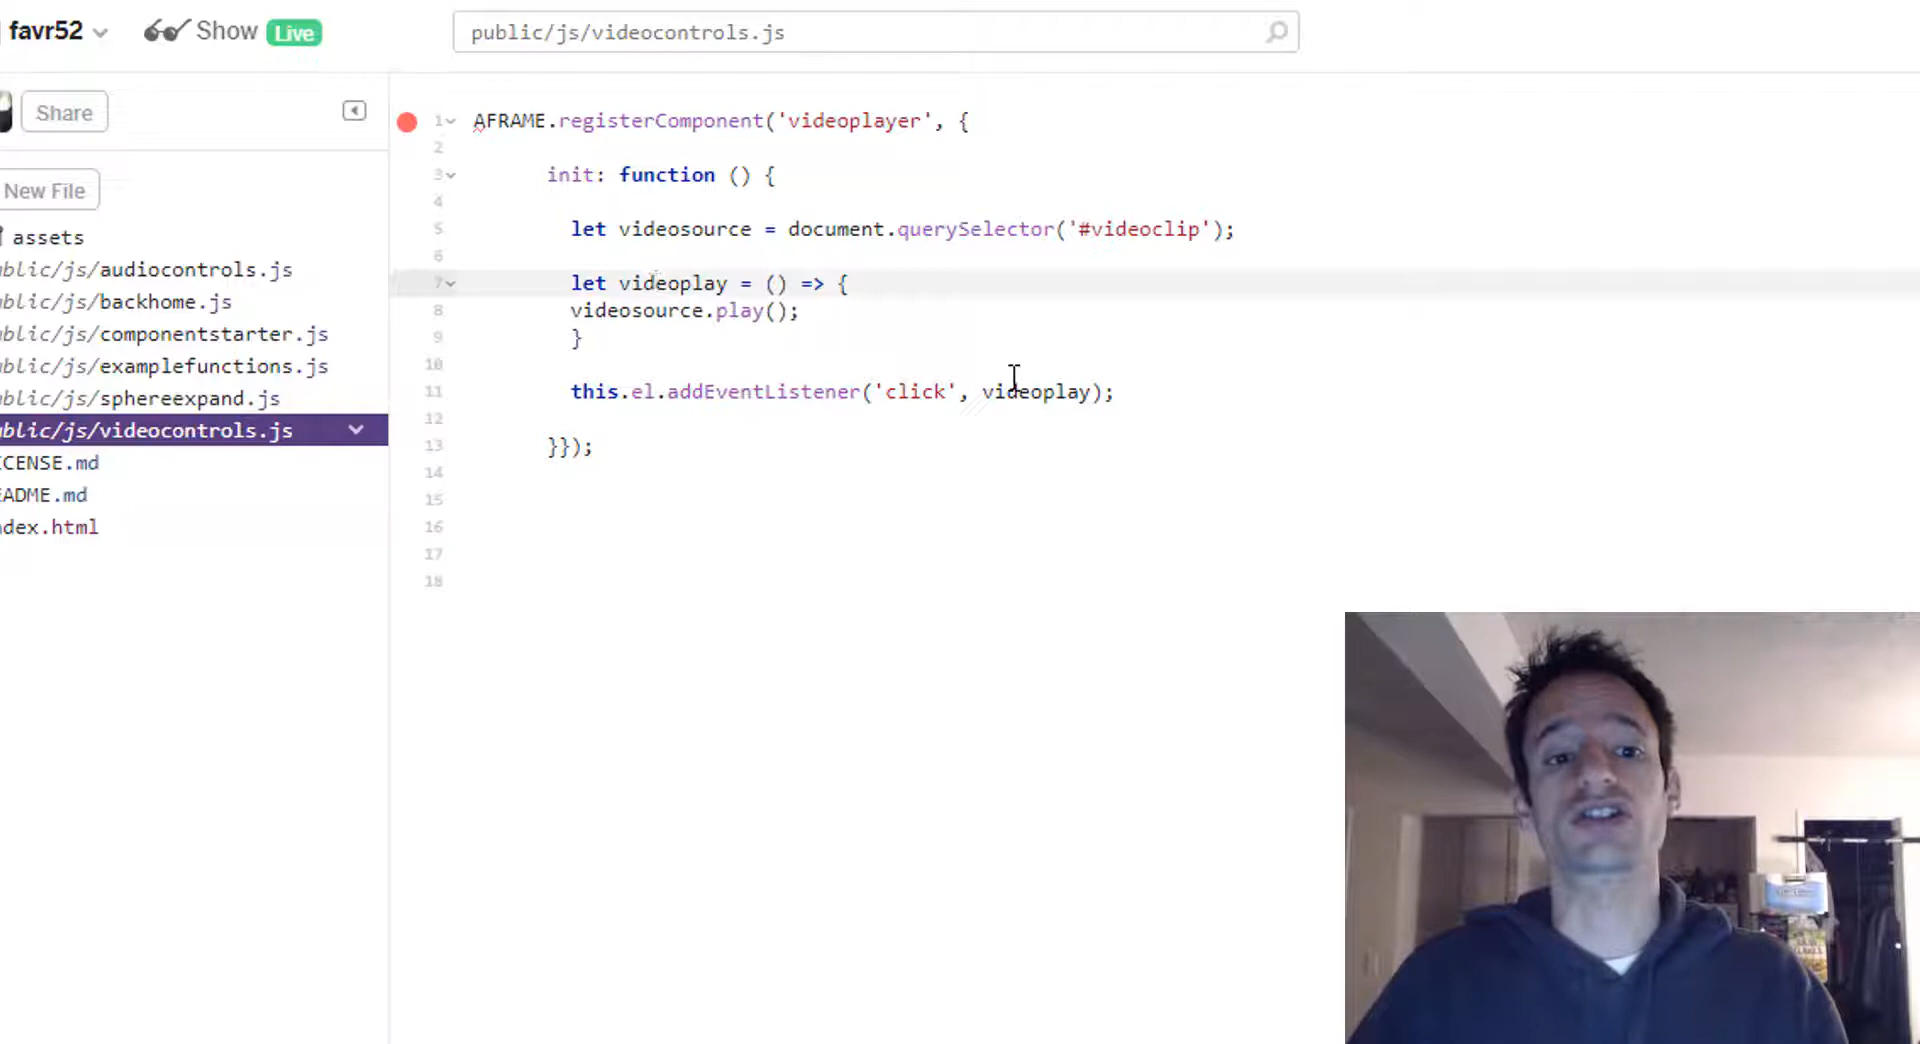 favr52 Show Live public/js/videocontrols.js
Share
New File
assets
blic/js/audiocontrols.js
blic/js/backhome.js
blic/js/componentstarter.js
blic/js/examplefunctions.js
blic/js/sphereexpand.js
blic/js/videocontrols.js
ICENSE.md
EADME.md
ndex.html
1 AFRAME.registerComponent('videoplayer', {
2
3 init: function () {
4
5 let videosource = document.querySelector('#videoclip');
6
7 let videoplay = () => {
8 videosource.play();
9 }
10
11 this.el.addEventListener('click', videoplay);
12
13 }});
14
15
16
17
18